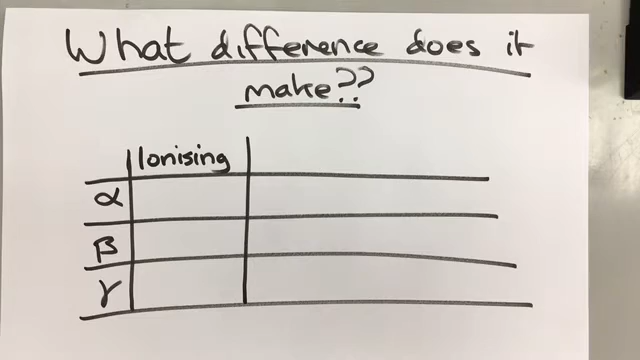 What difference does it
make??
Ionising
α
β
γ